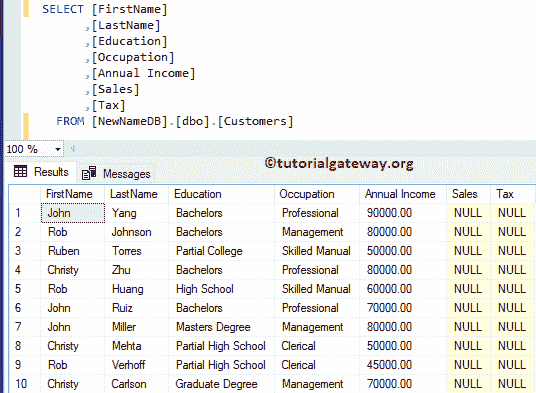 SELECT [FirstName]
,[LastName]
,[Education]
,[Occupation]
,[Annual Income]
,[Sales]
,[Tax]
FROM [NewNameDB].[dbo].[Customers]
100 %
©tutorialgateway.org
Results Messages
FirstName LastName Education Occupation Annual Income Sales Tax
1 John Yang Bachelors Professional 90000.00 NULL NULL
2 Rob Johnson Bachelors Management 80000.00 NULL NULL
3 Ruben Torres Partial College Skilled Manual 50000.00 NULL NULL
4 Christy Zhu Bachelors Professional 80000.00 NULL NULL
5 Rob Huang High School Skilled Manual 60000.00 NULL NULL
6 John Ruiz Bachelors Professional 70000.00 NULL NULL
7 John Miller Masters Degree Management 80000.00 NULL NULL
8 Christy Mehta Partial High School Clerical 50000.00 NULL NULL
9 Rob Verhoff Partial High School Clerical 45000.00 NULL NULL
10 Christy Carlson Graduate Degree Management 70000.00 NULL NULL